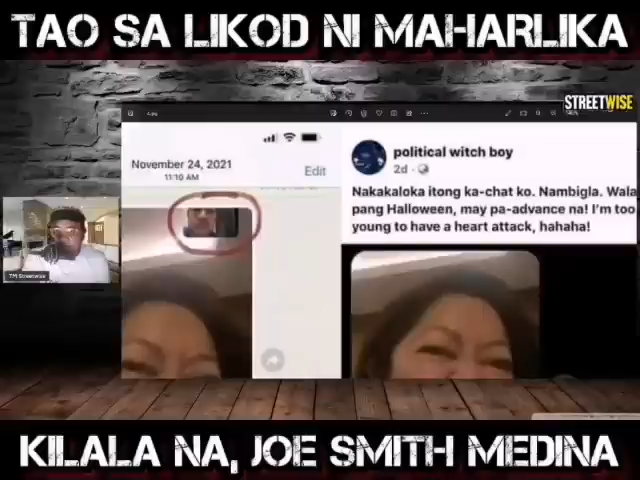 TAO SA LIKOD NI MAHARLIKA
STREETWISE
November 24, 2021
11:10 AM
Edit
political witch boy
2d
Nakakaloka itong ka-chat ko. Nambigla. Wala
pang Halloween, may pa-advance na! I'm too
young to have a heart attack, hahaha!
TM Streetwise
KILALA NA, JOE SMITH MEDINA